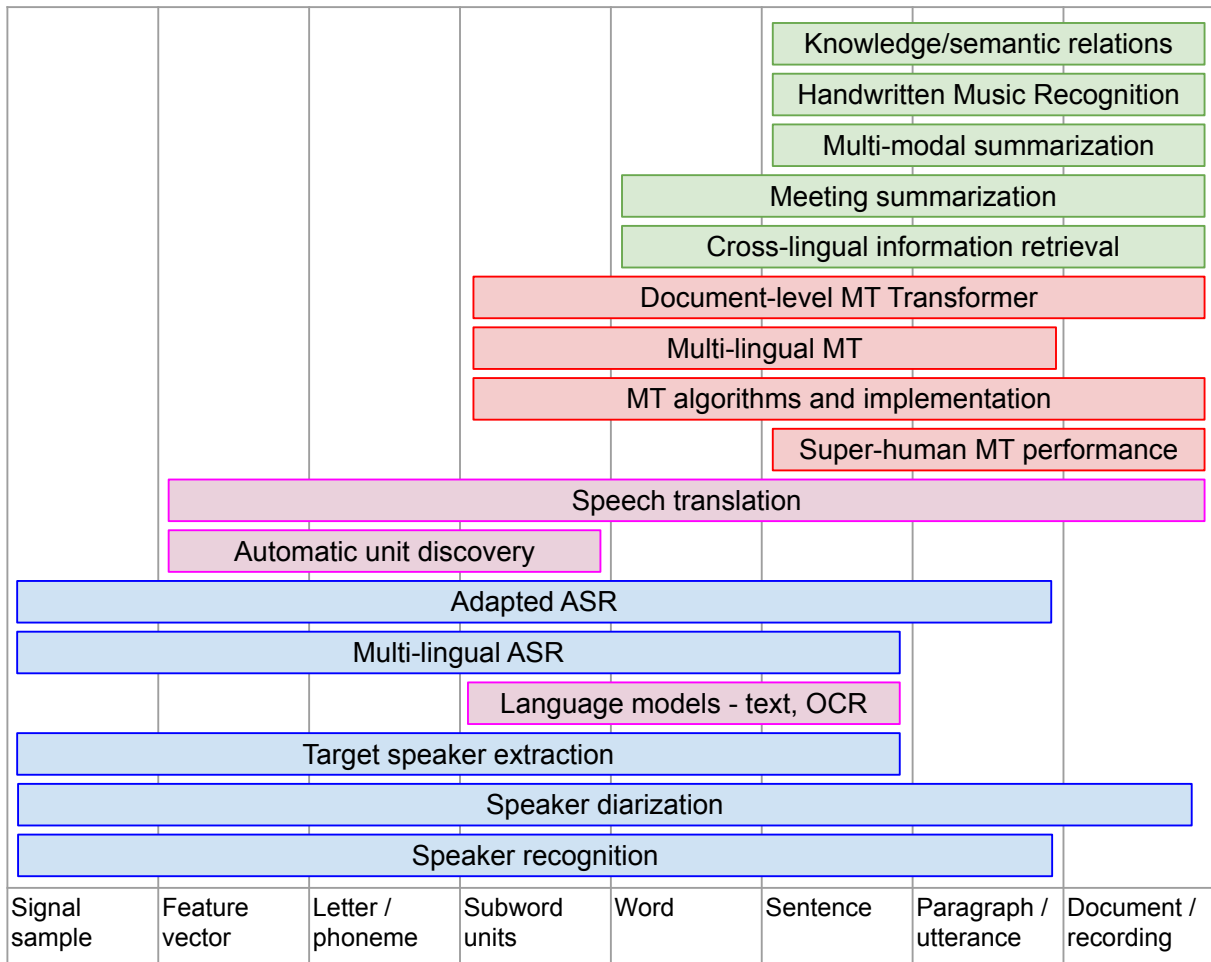 Knowledge/semantic relations
Handwritten Music Recognition
Multi-modal summarization
Meeting summarization
Cross-lingual information retrieval
Document-level MT Transformer
Multi-lingual MT
MT algorithms and implementation
Super-human MT performance
Speech translation
Automatic unit discovery
Adapted ASR
Multi-lingual ASR
Language models - text, OCR
Target speaker extraction
Speaker diarization
Speaker recognition
Signal
sample
Feature
vector
Letter /
phoneme
Subword
units
Word
Sentence
Paragraph /
utterance
Document /
recording